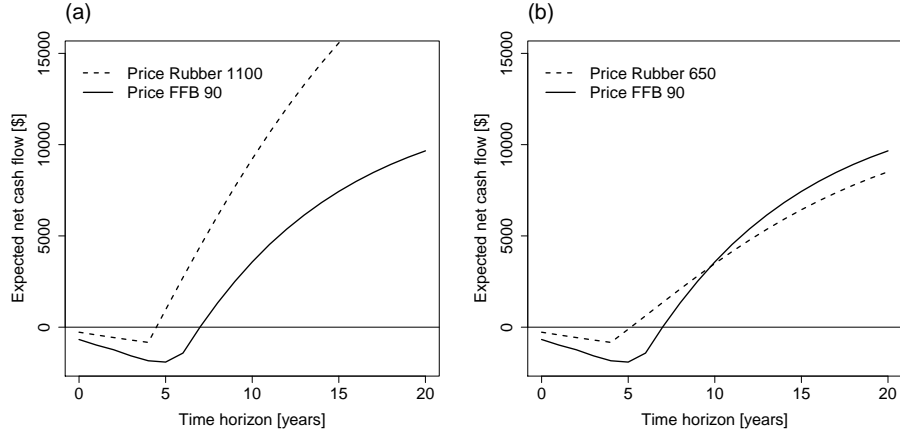 (a)
Expected net cash flow [$]
15000
10000
5000
0
Price Rubber 1100
Price FFB 90
0 5 10 15 20
Time horizon [years]
(b)
Expected net cash flow [$]
15000
10000
5000
0
Price Rubber 650
Price FFB 90
0 5 10 15 20
Time horizon [years]